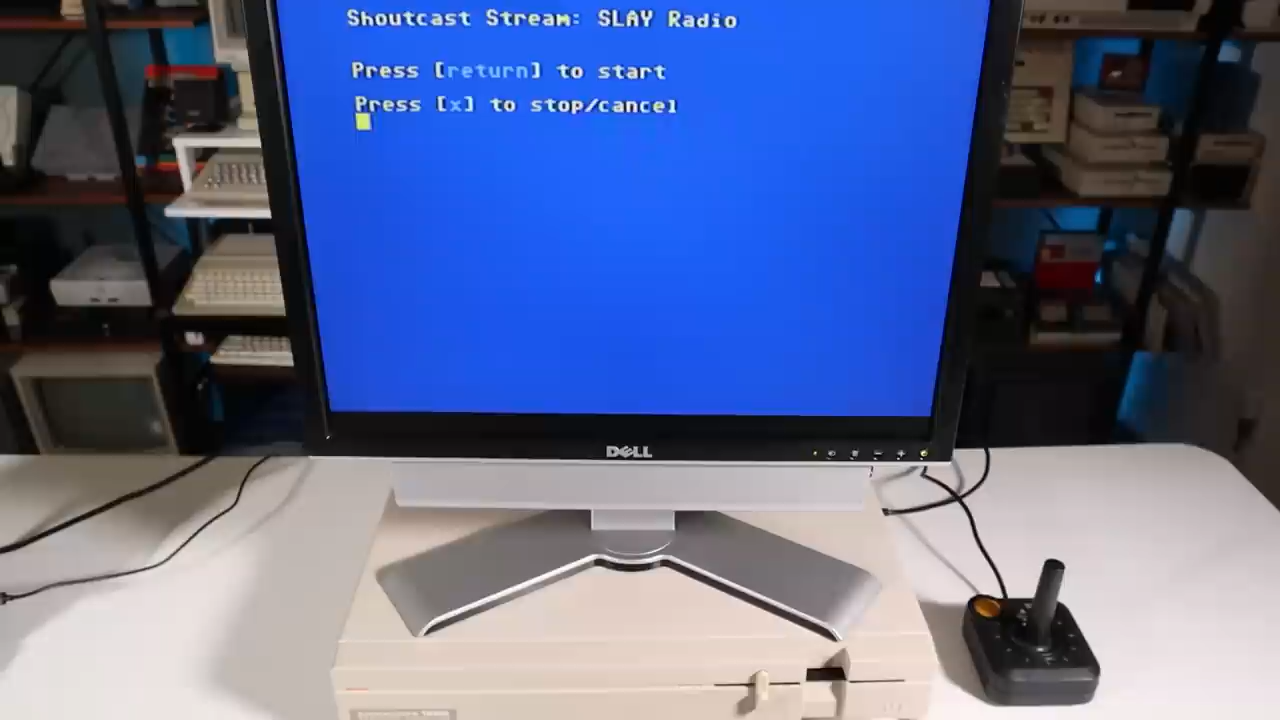 Shoutcast Stream: SLAY Radio
Press [return] to start
Press [x] to stop/cancel
DELL